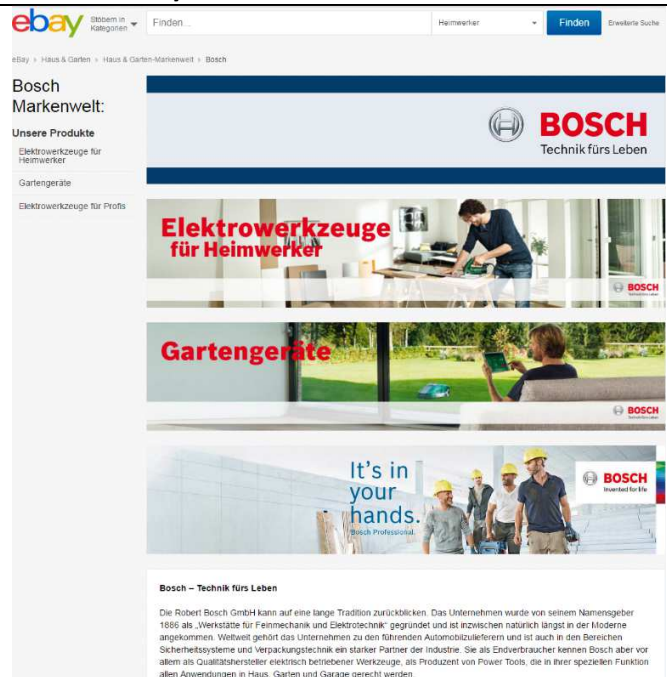 ebay
Stöbern in
Kategorien
Finden...
Heimwerker
Finden
Erweiterte Suche
eBay > Haus & Garten > Haus & Garten-Markenwelt > Bosch
Bosch
Markenwelt:
Unsere Produkte
Elektrowerkzeuge für
Heimwerker
Gartengeräte
Elektrowerkzeuge für Profis
BOSCH
Technik fürs Leben
Elektrowerkzeuge
für Heimwerker
BOSCH
Technik fürs Leben
Gartengeräte
BOSCH
Technik fürs Leben
It's in
your
hands.
Bosch Professional.
BOSCH
Invented for life
Bosch – Technik fürs Leben
Die Robert Bosch GmbH kann auf eine lange Tradition zurückblicken. Das Unternehmen wurde von seinem Namensgeber
1886 als „Werkstätte für Feinmechanik und Elektrotechnik" gegründet und ist inzwischen natürlich längst in der Moderne
angekommen. Weltweit gehört das Unternehmen zu den führenden Automobilzulieferern und ist auch in den Bereichen
Sicherheitssysteme und Verpackungstechnik ein starker Partner der Industrie. Sie als Endverbraucher kennen Bosch aber vor
allem als Qualitätshersteller elektrisch betriebener Werkzeuge, als Produzent von Power Tools, die in ihrer speziellen Funktion
allen Anwendungen in Haus, Garten und Garage gerecht werden.